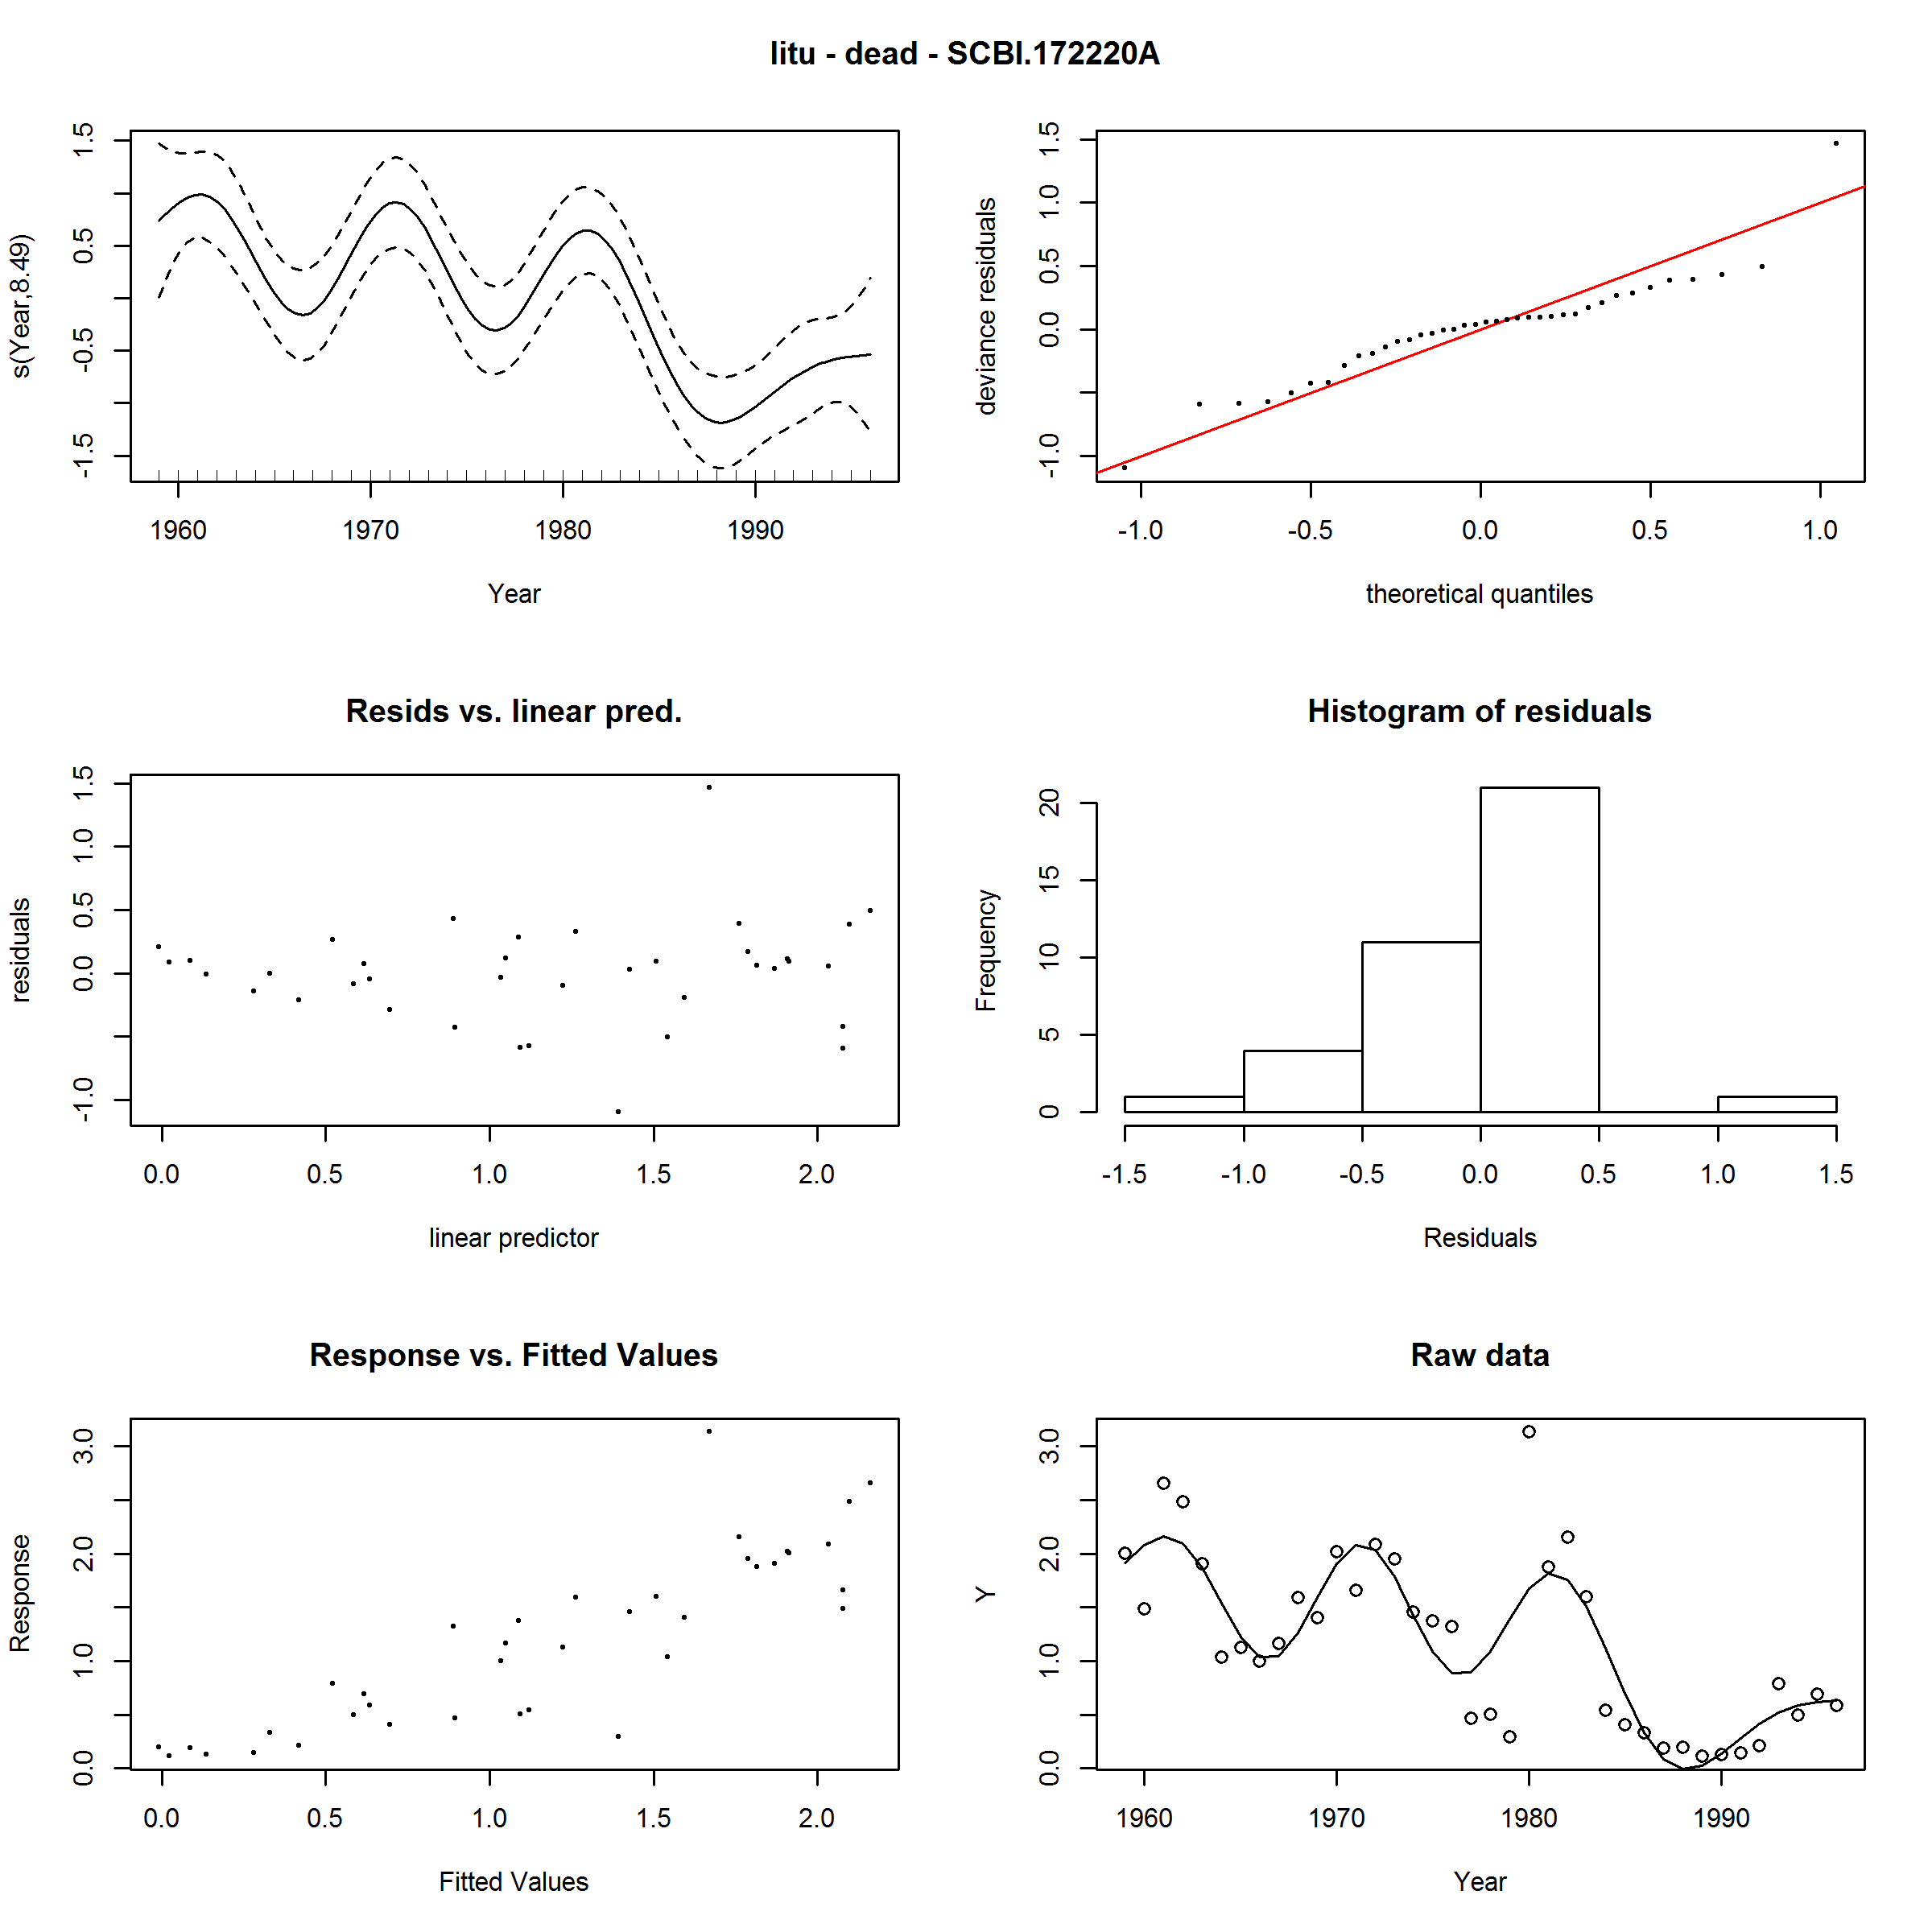 litu - dead - SCBI.172220A
s(Year,8.49)
1.5
0.5
-0.5
-1.5
1960 1970 1980 1990
Year
deviance residuals
1.5
1.0
0.5
0.0
-1.0
-1.0 -0.5 0.0 0.5 1.0
theoretical quantiles
Resids vs. linear pred.
residuals
1.5
1.0
0.5
0.0
-1.0
0.0 0.5 1.0 1.5 2.0
linear predictor
Histogram of residuals
Frequency
20
15
10
5
0
-1.5 -1.0 -0.5 0.0 0.5 1.0 1.5
Residuals
Response vs. Fitted Values
Response
3.0
2.0
1.0
0.0
0.0 0.5 1.0 1.5 2.0
Fitted Values
Raw data
Y
3.0
2.0
1.0
0.0
1960 1970 1980 1990
Year